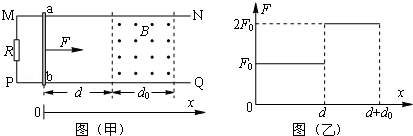 M a N
R F B
P b Q
d d₀
0 x
图（甲）
F
2F₀
F₀
0 d d+d₀ x
图（乙）